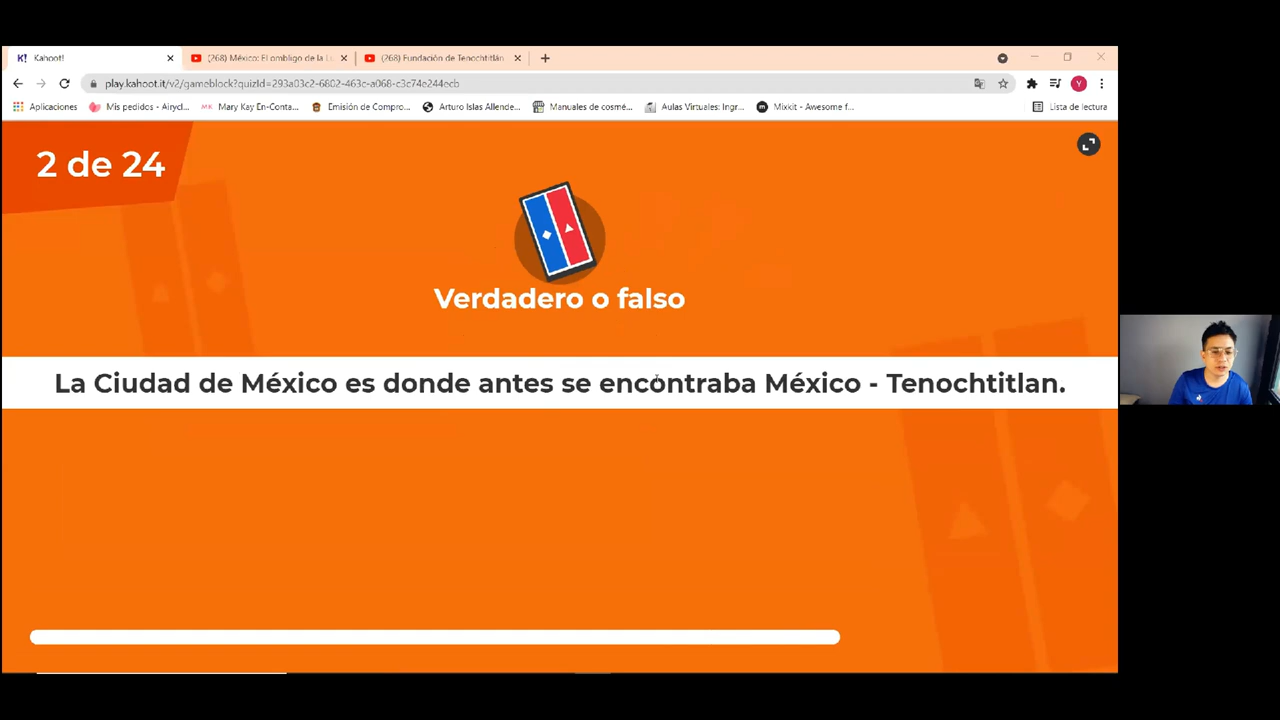 K! Kahoot!
(268) México: El ombligo de la L
(268) Fundación de Tenochtitlán
play.kahoot.it/v2/gameblock?quizId=293a03c2-6802-463c-a068-c3c74e244ecb
Y
Aplicaciones
Mis pedidos - Airycl...
MK Mary Kay En-Conta...
Emisión de Compro...
Arturo Islas Allende...
Manuales de cosmé...
Aulas Virtuales: Ingr...
m Mixkit - Awesome f...
Lista de lectura
2 de 24
Verdadero o falso
La Ciudad de México es donde antes se encontraba México - Tenochtitlan.